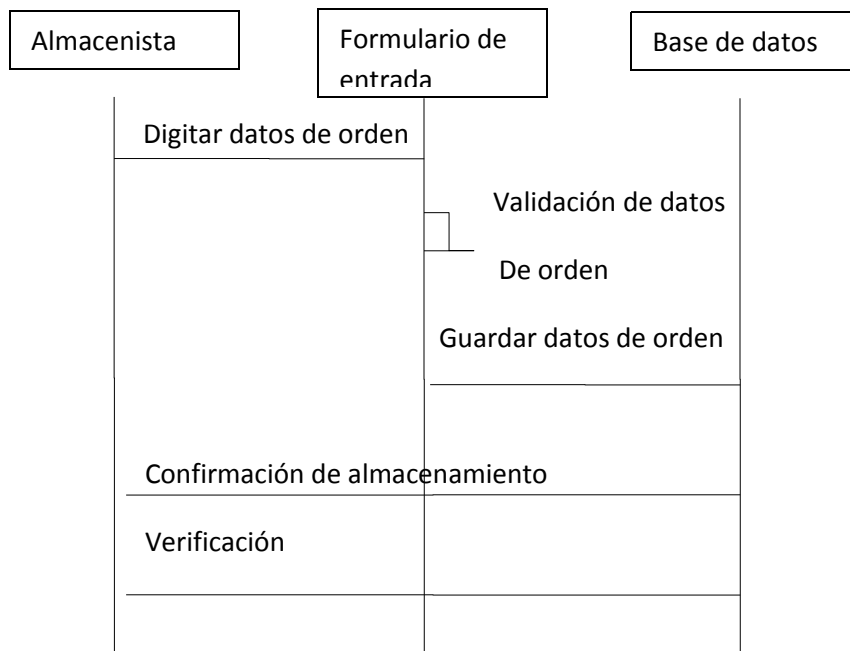 Almacenista
Formulario de
entrada
Base de datos
Digitar datos de orden
Validación de datos
De orden
Guardar datos de orden
Confirmación de almacenamiento
Verificación